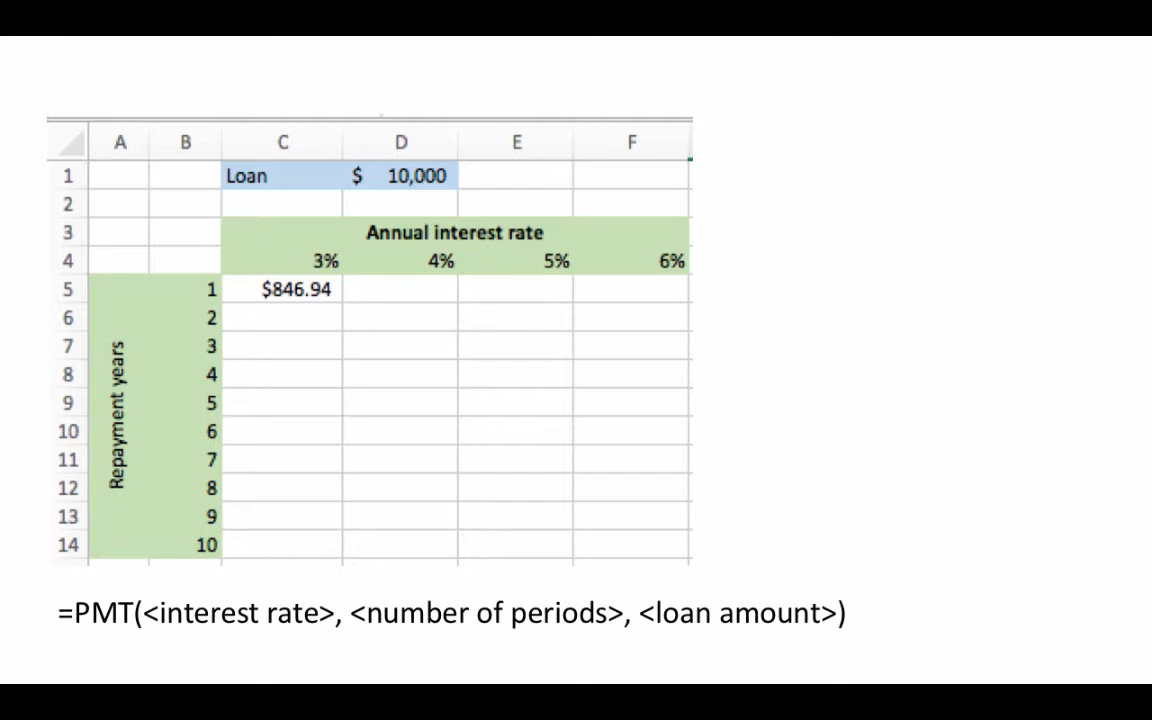 A B C D E F
1 Loan $ 10,000
2
3 Annual interest rate
4 3% 4% 5% 6%
5 1 $846.94
6 2
7 3
8 4
9 5
10 6
11 7
12 8
13 9
14 10
Repayment years
=PMT(<interest rate>, <number of periods>, <loan amount>)